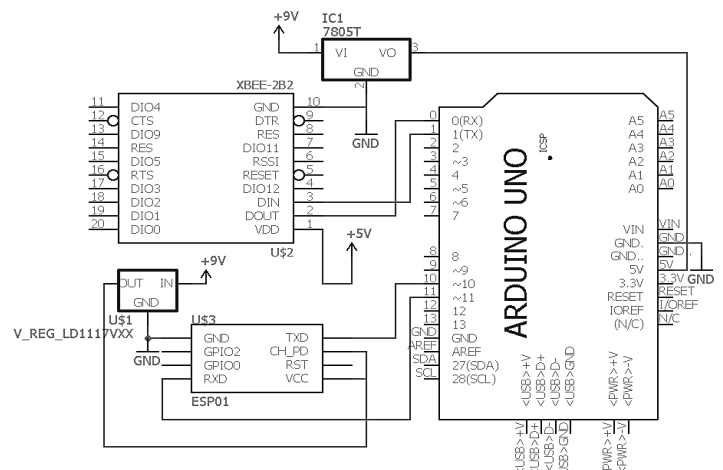 +9V
IC1
7805T
1
VI
VO
3
GND
2
GND
XBEE-2B2
11
DIO4
GND
10
12
CTS
DTR
9
13
DIO9
RES
8
14
RES
DIO11
7
15
DIO5
RSSI
6
16
RTS
RESET
5
17
DIO3
DIO12
4
18
DIO2
DIN
3
19
DIO1
DOUT
2
20
DIO0
VDD
1
U$2
+5V
+9V
OUT
IN
GND
U$1
V_REG_LD1117VXX
GND
U$3
GND
TXD
GPIO2
CH_PD
GPIO0
RST
RXD
VCC
ESP01
ARDUINO UNO
ICSP
0
0(RX)
1
1(TX)
2
2
3
~3
4
4
5
~5
6
~6
7
7
8
8
9
~9
10
~10
11
~11
12
12
13
13
GND
GND
AREF
AREF
SDA
27(SDA)
SCL
28(SCL)
A5
A5
A4
A4
A3
A3
A2
A2
A1
A1
A0
A0
VIN
VIN
GND.
GND
GND..
GND
5V
5V
3.3V
3.3V
RESET
RESET
IOREF
I/OREF
(N/C)
N/C
GND
<USB>+V
<USB>D+
<USB>D-
<USB>GND
<PWR>+V
<PWR>-V
<USB>+V
<USB>D+
<USB>D-
<USB>GND
<PWR>+V
<PWR>-V